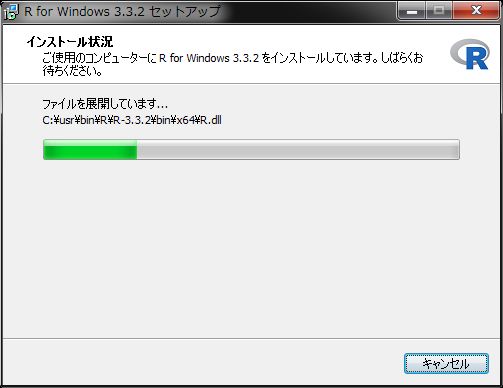 R for Windows 3.3.2 セットアップ
インストール状況
ご使用のコンピューターに R for Windows 3.3.2 をインストールしています。しばらくお
待ちください。
R
ファイルを展開しています...
C:¥usr¥bin¥R¥R-3.3.2¥bin¥x64¥R.dll
キャンセル